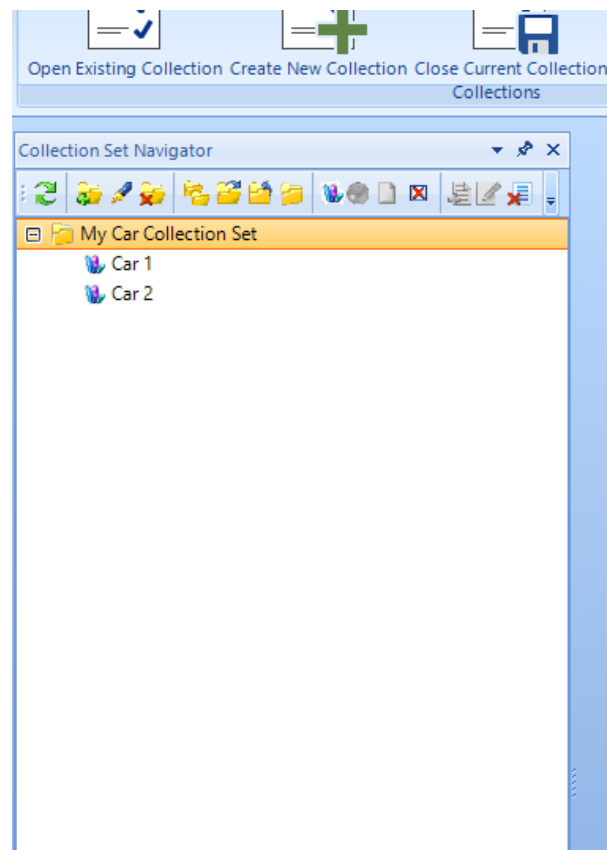 Open Existing Collection Create New Collection Close Current Collection
Collections
Collection Set Navigator
My Car Collection Set
Car 1
Car 2